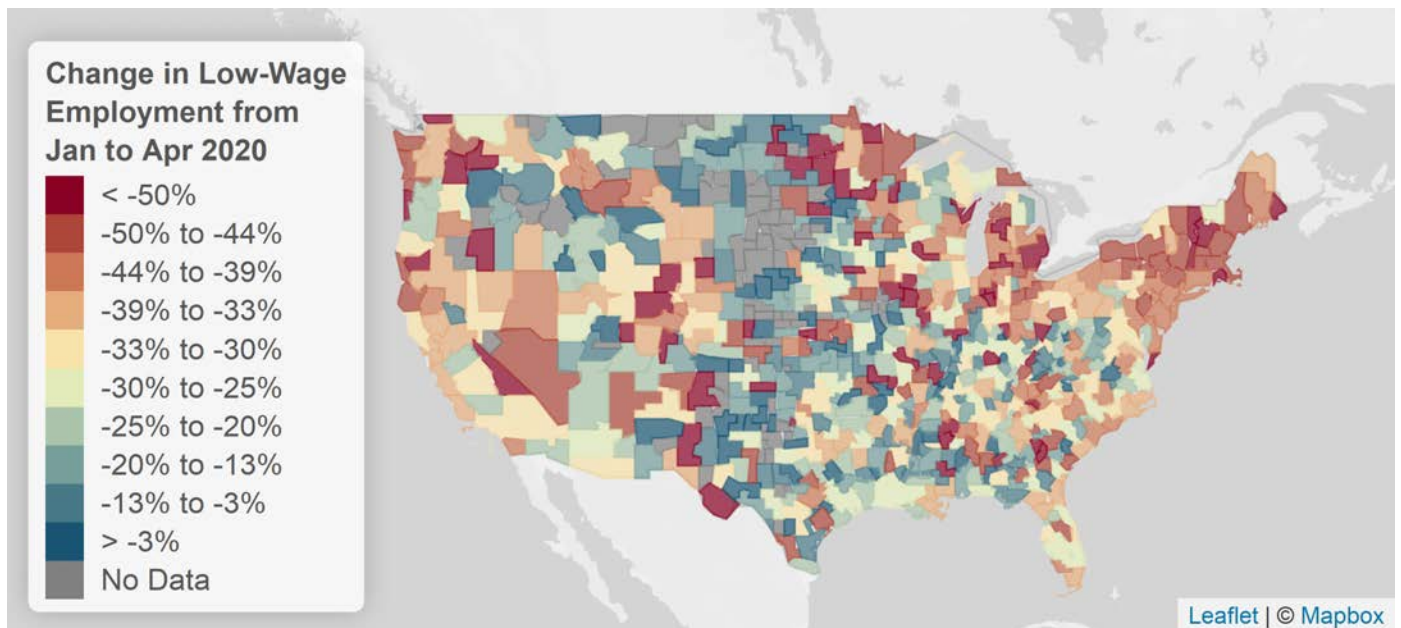 Change in Low-Wage
Employment from
Jan to Apr 2020
< -50%
-50% to -44%
-44% to -39%
-39% to -33%
-33% to -30%
-30% to -25%
-25% to -20%
-20% to -13%
-13% to -3%
> -3%
No Data
Leaflet | © Mapbox